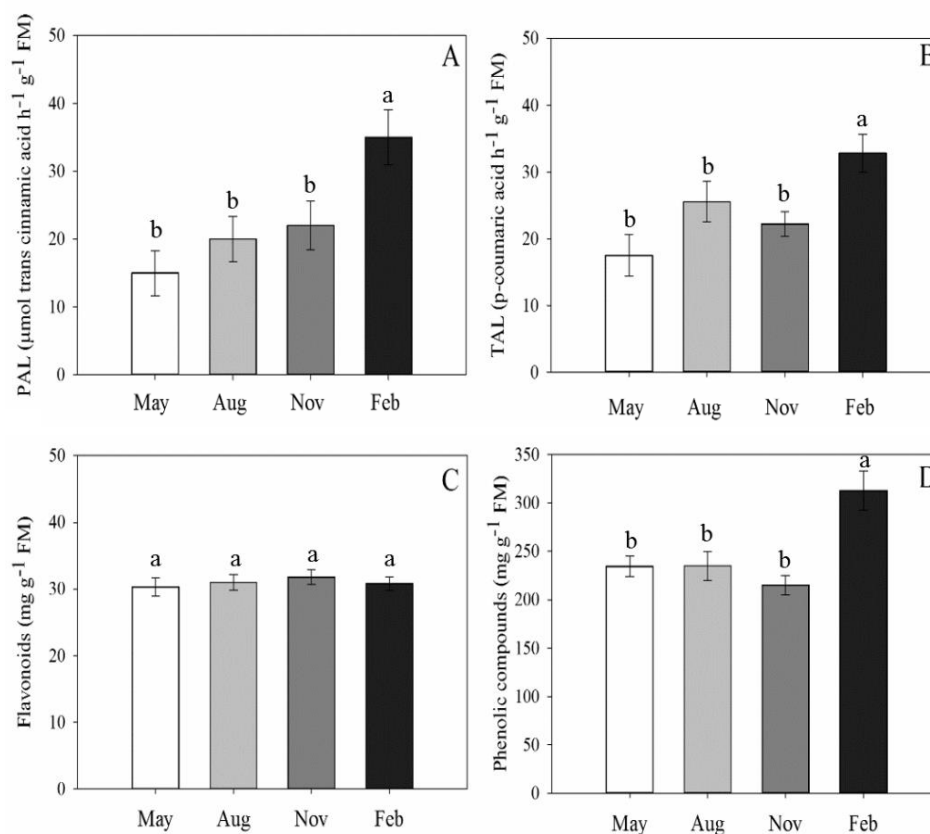 A
PAL (µmol trans cinnamic acid h⁻¹ g⁻¹ FM)
50
40
30
20
10
0
b
b
b
a
May Aug Nov Feb
B
TAL (p-coumaric acid h⁻¹ g⁻¹ FM)
50
40
30
20
10
0
b
b
b
a
May Aug Nov Feb
C
Flavonoids (mg g⁻¹ FM)
50
40
30
20
10
0
a
a
a
a
May Aug Nov Feb
D
Phenolic compounds (mg g⁻¹ FM)
350
300
250
200
150
100
50
0
b
b
b
a
May Aug Nov Feb